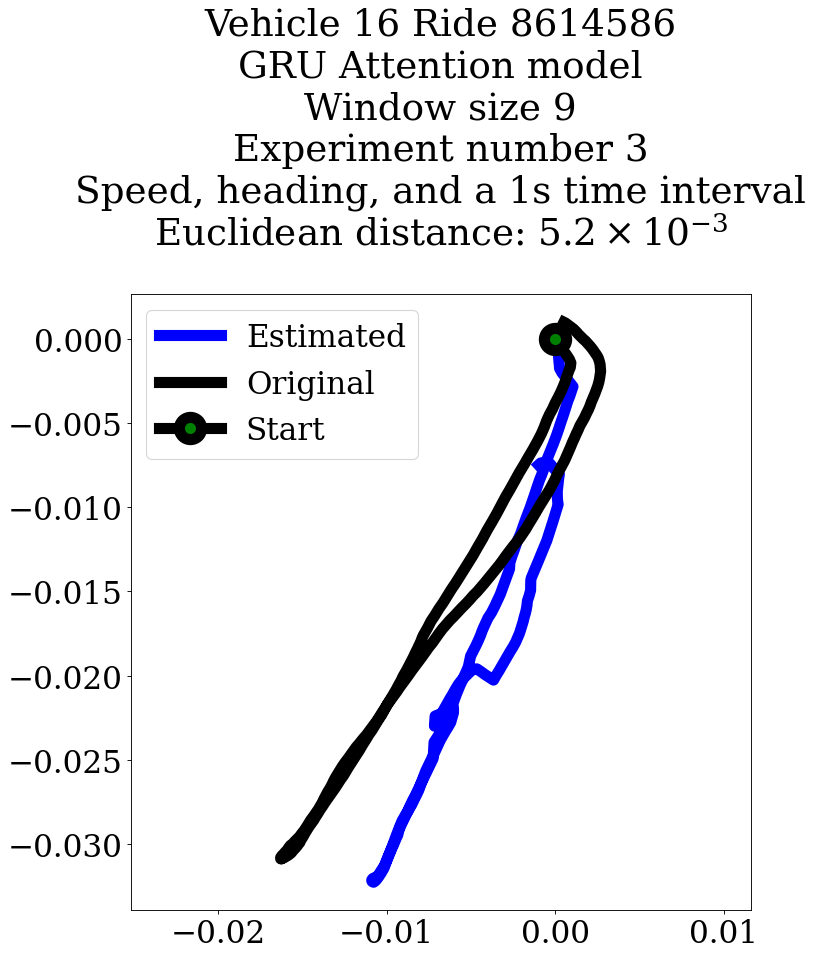 Vehicle 16 Ride 8614586
GRU Attention model
Window size 9
Experiment number 3
Speed, heading, and a 1s time interval
Euclidean distance: 5.2 × 10⁻³
Estimated
Original
Start
0.000
−0.005
−0.010
−0.015
−0.020
−0.025
−0.030
−0.02
−0.01
0.00
0.01